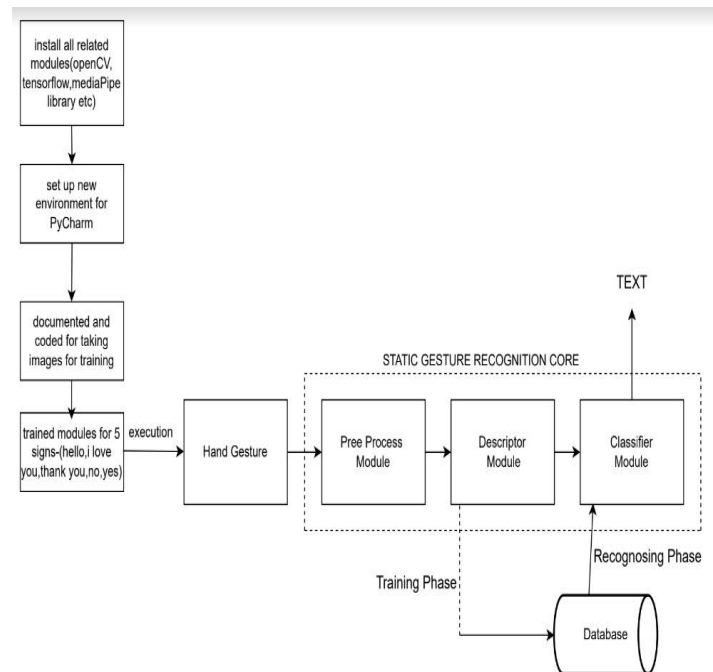 install all related
modules(openCV,
tensorflow,mediaPipe
library etc)
set up new
environment for
PyCharm
documented and
coded for taking
images for training
trained modules for 5
signs-(hello,i love
you,thank you,no,yes)
execution
Hand Gesture
STATIC GESTURE RECOGNITION CORE
Pree Process
Module
Descriptor
Module
Classifier
Module
TEXT
Training Phase
Recognosing Phase
Database